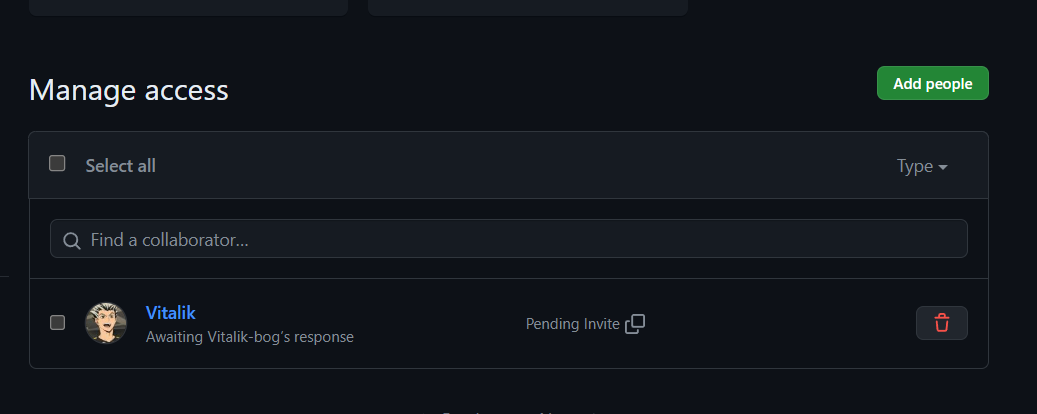 Manage access
Add people
Select all
Type
Find a collaborator...
Vitalik
Awaiting Vitalik-bog's response
Pending Invite